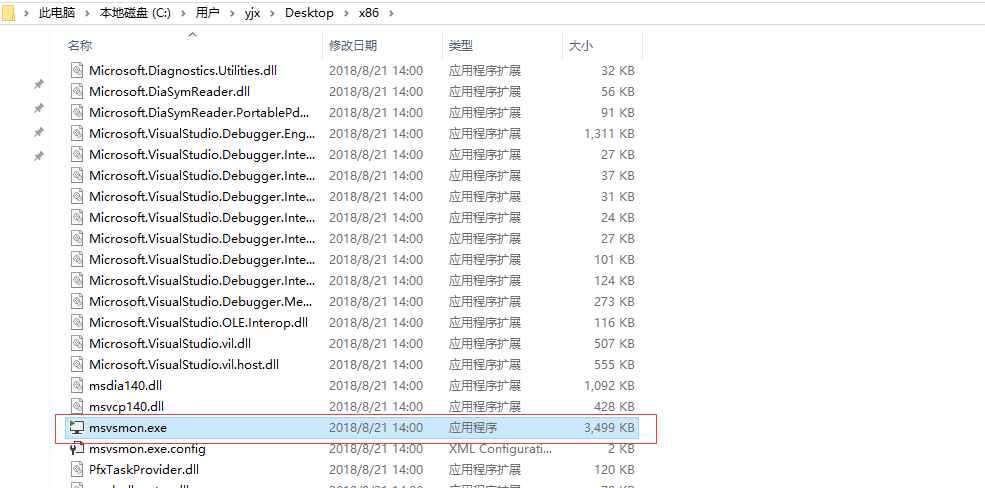 此电脑 › 本地磁盘 (C:) › 用户 › yjx › Desktop › x86 ›
名称 修改日期 类型 大小
Microsoft.Diagnostics.Utilities.dll 2018/8/21 14:00 应用程序扩展 32 KB
Microsoft.DiaSymReader.dll 2018/8/21 14:00 应用程序扩展 56 KB
Microsoft.DiaSymReader.PortablePd... 2018/8/21 14:00 应用程序扩展 91 KB
Microsoft.VisualStudio.Debugger.Eng... 2018/8/21 14:00 应用程序扩展 1,311 KB
Microsoft.VisualStudio.Debugger.Inte... 2018/8/21 14:00 应用程序扩展 27 KB
Microsoft.VisualStudio.Debugger.Inte... 2018/8/21 14:00 应用程序扩展 37 KB
Microsoft.VisualStudio.Debugger.Inte... 2018/8/21 14:00 应用程序扩展 31 KB
Microsoft.VisualStudio.Debugger.Inte... 2018/8/21 14:00 应用程序扩展 24 KB
Microsoft.VisualStudio.Debugger.Inte... 2018/8/21 14:00 应用程序扩展 27 KB
Microsoft.VisualStudio.Debugger.Inte... 2018/8/21 14:00 应用程序扩展 101 KB
Microsoft.VisualStudio.Debugger.Inte... 2018/8/21 14:00 应用程序扩展 124 KB
Microsoft.VisualStudio.Debugger.Me... 2018/8/21 14:00 应用程序扩展 273 KB
Microsoft.VisualStudio.OLE.Interop.dll 2018/8/21 14:00 应用程序扩展 116 KB
Microsoft.VisualStudio.vil.dll 2018/8/21 14:00 应用程序扩展 507 KB
Microsoft.VisualStudio.vil.host.dll 2018/8/21 14:00 应用程序扩展 555 KB
msdia140.dll 2018/8/21 14:00 应用程序扩展 1,092 KB
msvcp140.dll 2018/8/21 14:00 应用程序扩展 428 KB
msvsmon.exe 2018/8/21 14:00 应用程序 3,499 KB
msvsmon.exe.config 2018/8/21 14:00 XML Configurati... 2 KB
PfxTaskProvider.dll 2018/8/21 14:00 应用程序扩展 120 KB